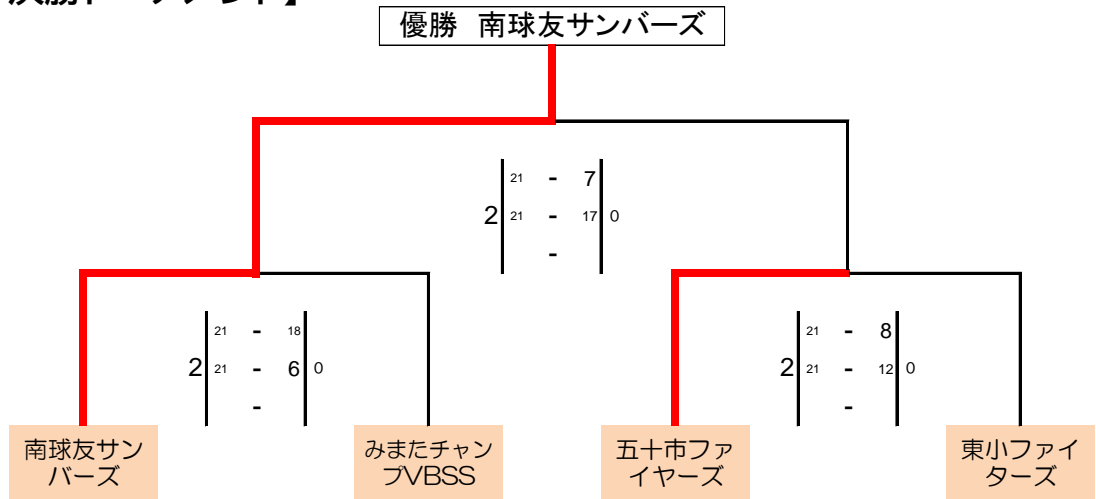 決勝トーナメント】
優勝 南球友サンバーズ
21 - 7
2 21 - 17 0
-
21 - 18
2 21 - 6 0
-
21 - 8
2 21 - 12 0
-
南球友サン
バーズ
みまたチャン
プVBSS
五十市ファ
イヤーズ
東小ファイ
ターズ